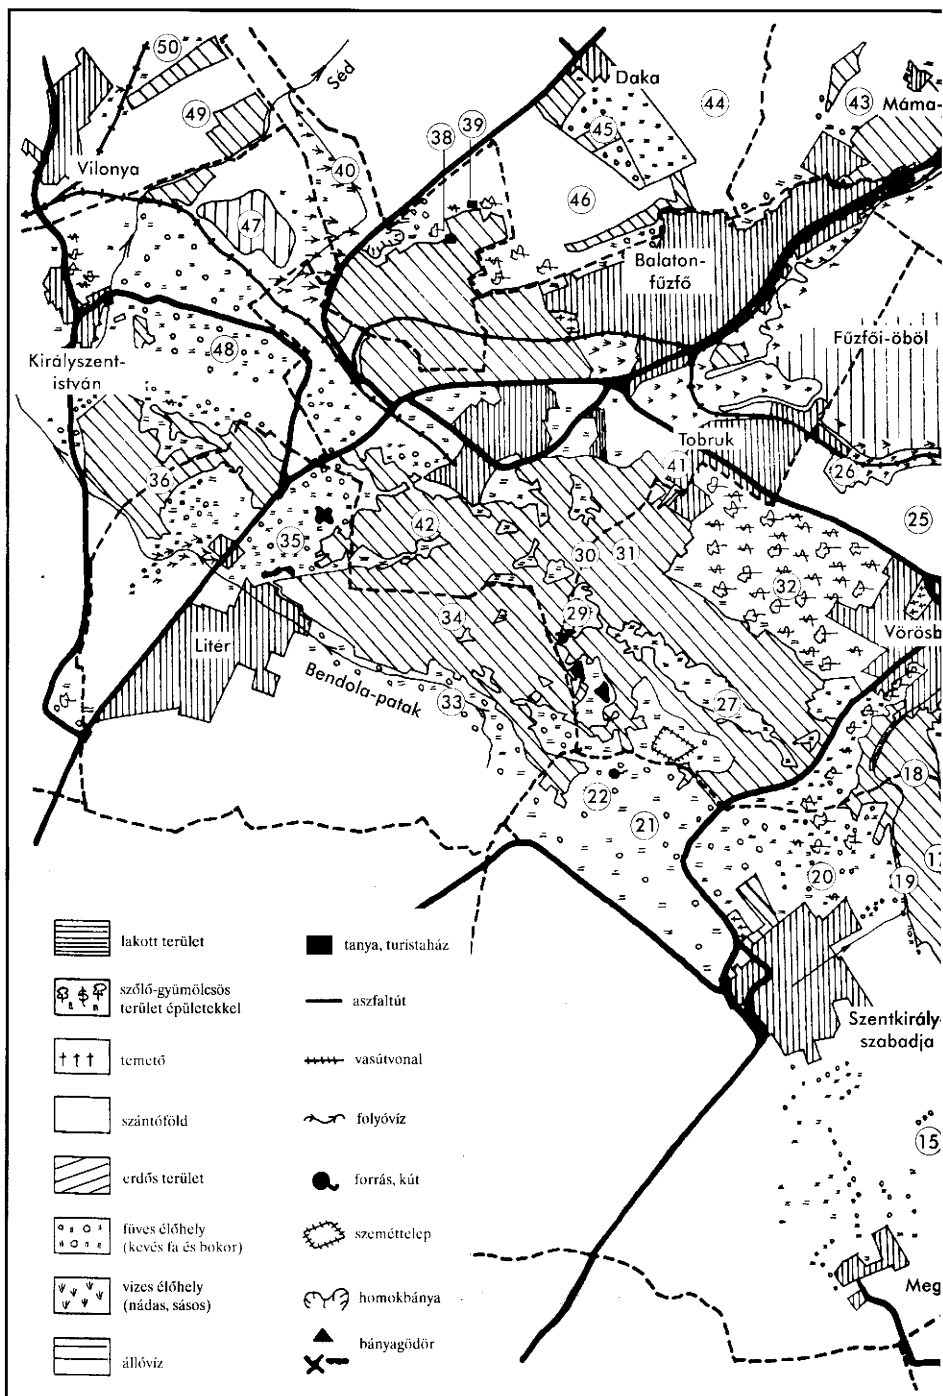 50
Séd
39
Daka
44
43
Máma-
38
49
45
Vilonya
40
46
47
Balaton-
fűzfő
48
Fűzfői-öböl
Királyszent-
istván
Tobruk
26
36
41
25
35
42
30
31
32
29
34
Litér
Vörösb
Bendola-patak
33
27
18
22
21
17
20
19
lakott terület
tanya, turistaház
szőlő-gyümölcsös
terület épületekkel
aszfaltút
Szentkirály-
szabadja
temető
vasútvonal
szántóföld
folyóvíz
15
erdős terület
forrás, kút
füves élőhely
(kevés fa és bokor)
szeméttelep
vizes élőhely
(nádas, sásos)
homokbánya
Meg
bányagödör
állóvíz